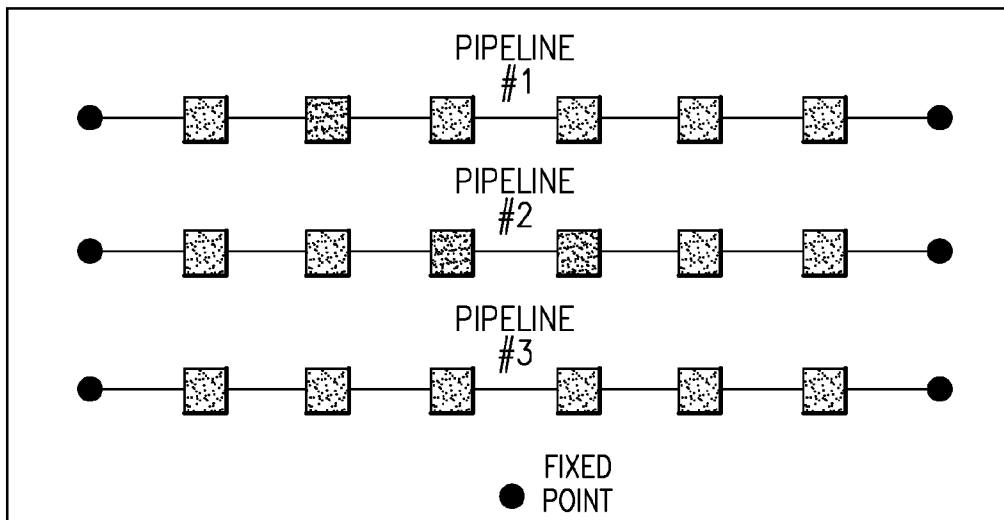 PIPELINE
#1
PIPELINE
#2
PIPELINE
#3
FIXED
POINT